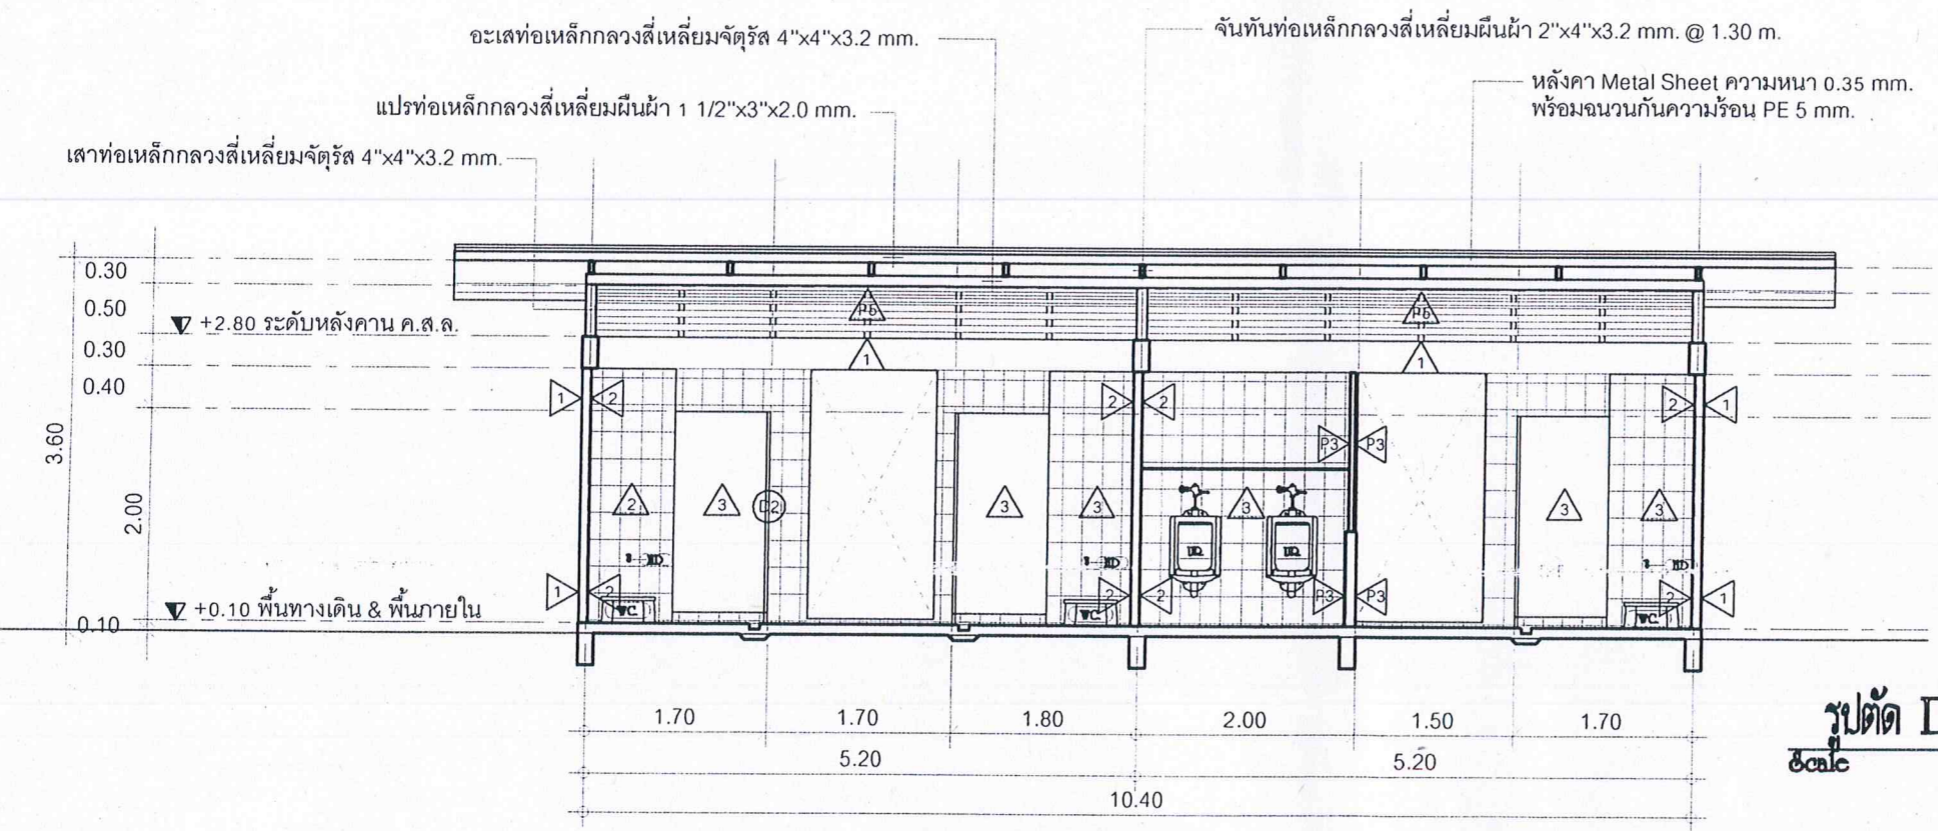 อะเสท่อเหล็กกลวงสี่เหลี่ยมจัตุรัส 4"x4"x3.2 mm.
จันทันท่อเหล็กกลวงสี่เหลี่ยมผืนผ้า 2"x4"x3.2 mm. @ 1.30 m.
หลังคา Metal Sheet ความหนา 0.35 mm.
พร้อมฉนวนกันความร้อน PE 5 mm.
แปรท่อเหล็กกลวงสี่เหลี่ยมผืนผ้า 1 1/2"x3"x2.0 mm.
เสาท่อเหล็กกลวงสี่เหลี่ยมจัตุรัส 4"x4"x3.2 mm.
0.30
0.50
+2.80 ระดับหลังคาน ค.ส.ล.
0.30
0.40
3.60
2.00
+0.10 พื้นทางเดิน & พื้นภายใน
0.10
1 1
1 2 2 2 2 1
P3 P3
2 3 D2 3 3 3 3 3
UR. UR.
1 2 2 2 P3 P3 2 1
WC. WC. WC.
1.70 1.70 1.80 2.00 1.50 1.70
5.20 5.20
10.40
รูปตัด
Scale